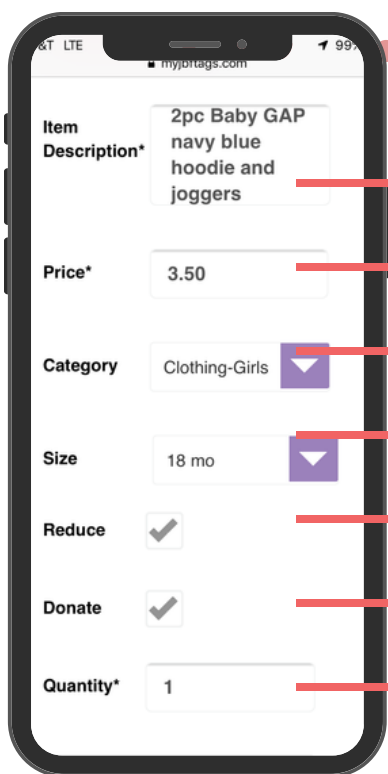 &T LTE 99%
myjbftags.com
Item
Description*
2pc Baby GAP
navy blue
hoodie and
joggers
Price* 3.50
Category Clothing-Girls
Size 18 mo
Reduce
Donate
Quantity* 1